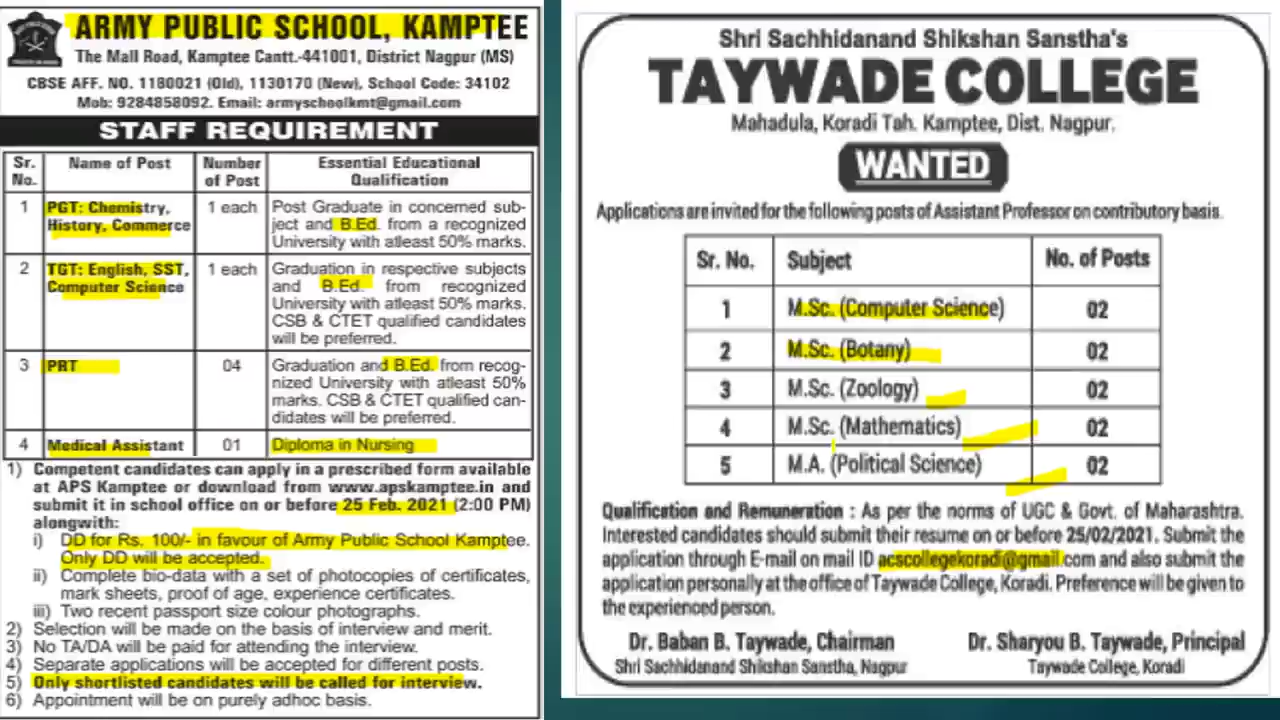 ARMY PUBLIC SCHOOL, KAMPTEE
The Mall Road, Kamptee Cantt.-441001, District Nagpur (MS)
CBSE AFF. NO. 1180021 (Old), 1130170 (New), School Code: 34102
Mob: 9284858092. Email: armyschoolkmt@gmail.com
STAFF REQUIREMENT
Sr. No. Name of Post Number of Post Essential Educational Qualification
1 PGT: Chemistry, 1 each Post Graduate in concerned sub-
History, Commerce ject and B.Ed. from a recognized
University with atleast 50% marks.
2 TGT: English, SST, 1 each Graduation in respective subjects
Computer Science and B.Ed. from recognized
University with atleast 50% marks.
CSB & CTET qualified candidates
will be preferred.
3 PRT 04 Graduation and B.Ed. from recog-
nized University with atleast 50%
marks. CSB & CTET qualified can-
didates will be preferred.
4 Medical Assistant 01 Diploma in Nursing
1) Competent candidates can apply in a prescribed form available
at APS Kamptee or download from www.apskamptee.in and
submit it in school office on or before 25 Feb. 2021 (2:00 PM)
alongwith:
i) DD for Rs. 100/- in favour of Army Public School Kamptee.
Only DD will be accepted.
ii) Complete bio-data with a set of photocopies of certificates,
mark sheets, proof of age, experience certificates.
iii) Two recent passport size colour photographs.
2) Selection will be made on the basis of interview and merit.
3) No TA/DA will be paid for attending the interview.
4) Separate applications will be accepted for different posts.
5) Only shortlisted candidates will be called for interview.
6) Appointment will be on purely adhoc basis.
Shri Sachhidanand Shikshan Sanstha's
TAYWADE COLLEGE
Mahadula, Koradi Tah. Kamptee, Dist. Nagpur.
WANTED
Applications are invited for the following posts of Assistant Professor on contributory basis.
Sr. No. Subject No. of Posts
1 M.Sc. (Computer Science) 02
2 M.Sc. (Botany) 02
3 M.Sc. (Zoology) 02
4 M.Sc. (Mathematics) 02
5 M.A. (Political Science) 02
Qualification and Remuneration : As per the norms of UGC & Govt. of Maharashtra.
Interested candidates should submit their resume on or before 25/02/2021. Submit the
application through E-mail on mail ID acscollegekoradi@gmail.com and also submit the
application personally at the office of Taywade College, Koradi. Preference will be given to
the experienced person.
Dr. Baban B. Taywade, Chairman Dr. Sharyou B. Taywade, Principal
Shri Sachhidanand Shikshan Sanstha, Nagpur Taywade College, Koradi